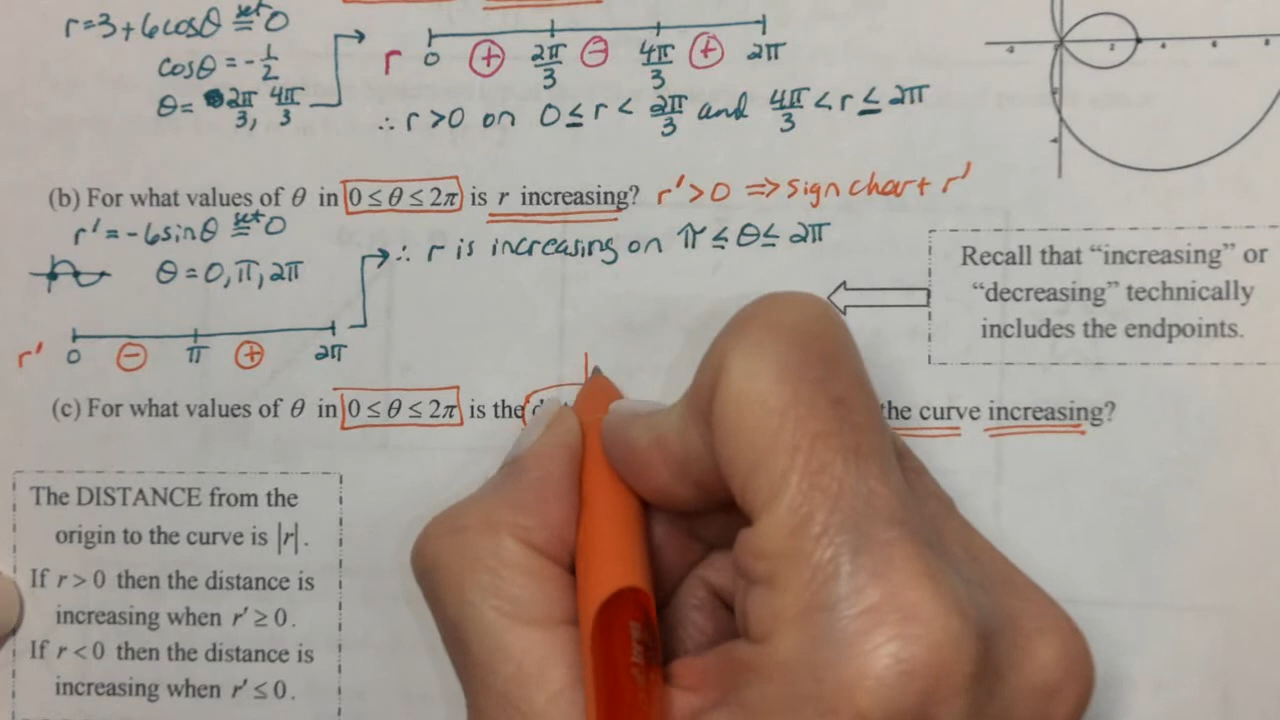 r=3+6cosθ set= 0
cosθ = -1/2
θ= 2π/3, 4π/3
r 0 + 2π/3 − 4π/3 + 2π
∴ r >0 on 0≤r< 2π/3 and 4π/3 <r≤2π
2 4 6 8
(b) For what values of θ in 0≤θ≤2π is r increasing? r'>0 ⇒ sign chart r'
r' = -6sinθ set= 0
θ = 0, π, 2π
∴ r is increasing on π≤θ≤2π
Recall that “increasing” or
“decreasing” technically
includes the endpoints.
r' 0 − π + 2π
(c) For what values of θ in 0≤θ≤2π is the the curve increasing?
The DISTANCE from the
origin to the curve is |r|.
If r > 0 then the distance is
increasing when r' ≥ 0.
If r < 0 then the distance is
increasing when r' ≤ 0.